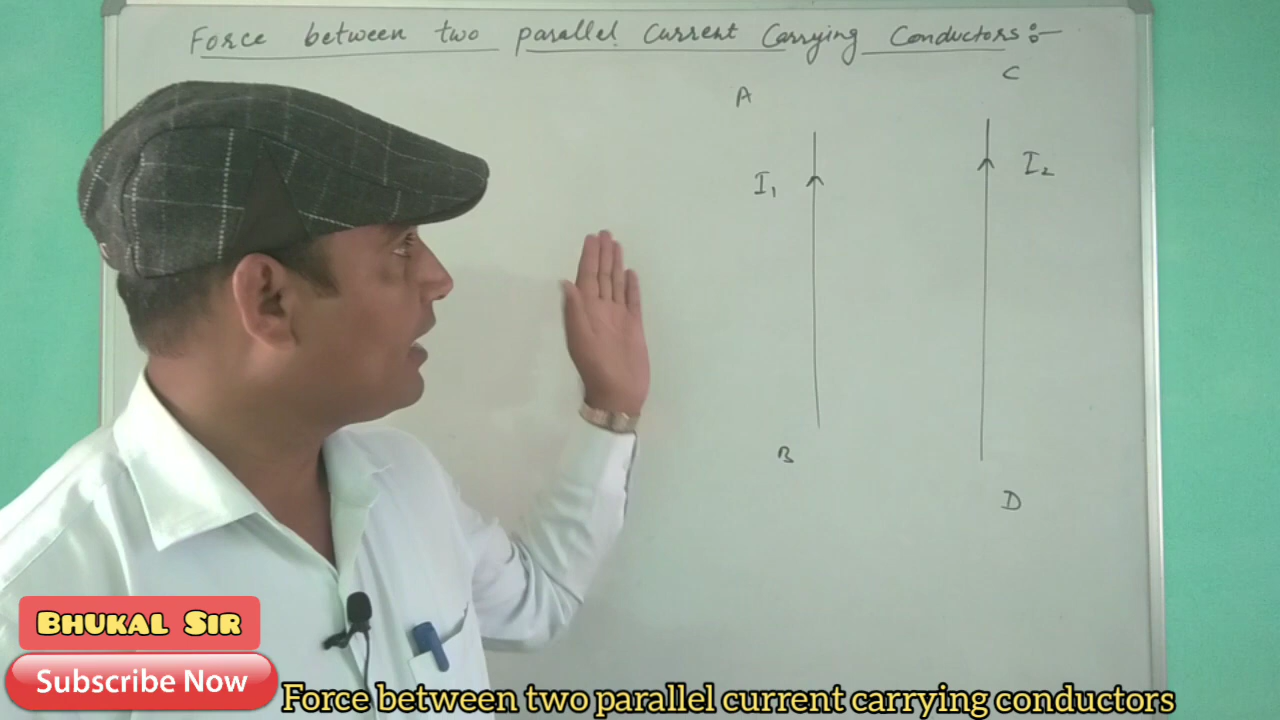 Force between two parallel Current Carrying Conductors :-
C
A
I₁
I₂
B
D
BHUKAL SIR
Subscribe Now
Force between two parallel current carrying conductors